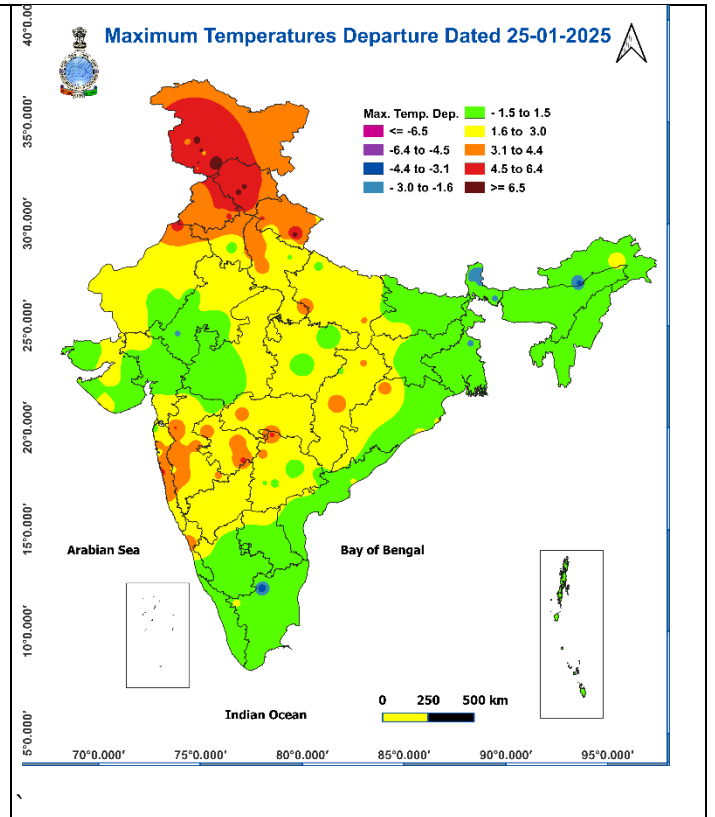 Maximum Temperatures Departure Dated 25-01-2025
Max. Temp. Dep.
<= -6.5
-6.4 to -4.5
-4.4 to -3.1
- 3.0 to -1.6
- 1.5 to 1.5
1.6 to 3.0
3.1 to 4.4
4.5 to 6.4
>= 6.5
40°0.000'
35°0.000'
30°0.000'
25°0.000'
20°0.000'
15°0.000'
10°0.000'
5°0.000'
Arabian Sea
Bay of Bengal
Indian Ocean
0 250 500 km
70°0.000' 75°0.000' 80°0.000' 85°0.000' 90°0.000' 95°0.000'
`